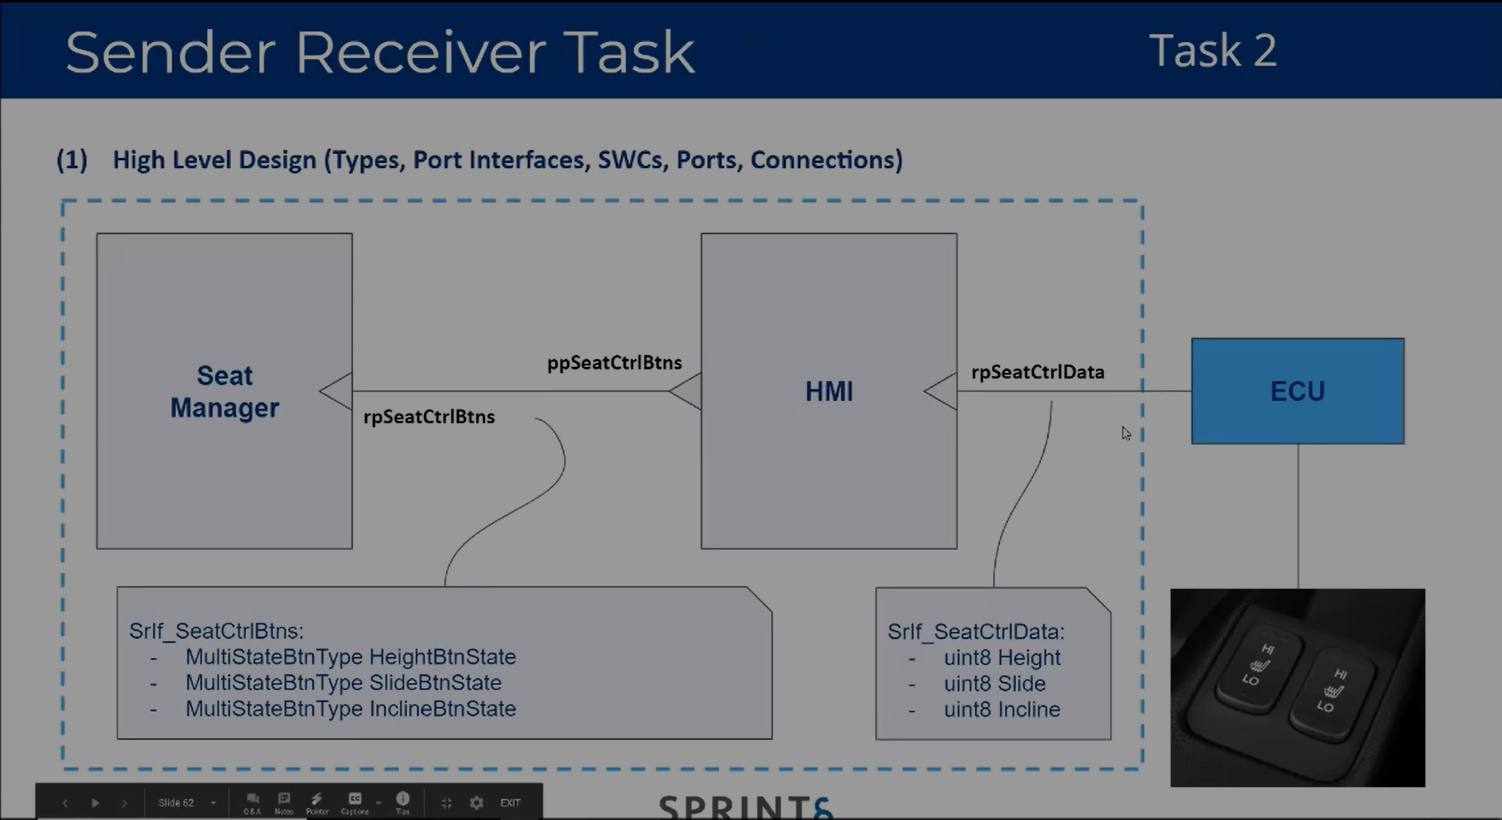 Sender Receiver Task
Task 2
(1) High Level Design (Types, Port Interfaces, SWCs, Ports, Connections)
Seat
Manager
rpSeatCtrlBtns
ppSeatCtrlBtns
HMI
rpSeatCtrlData
ECU
SrIf_SeatCtrlBtns:
- MultiStateBtnType HeightBtnState
- MultiStateBtnType SlideBtnState
- MultiStateBtnType InclineBtnState
SrIf_SeatCtrlData:
- uint8 Height
- uint8 Slide
- uint8 Incline
HI
LO
HI
LO
Slide 62
Q&A
Notes
Pointer
Captions
Tips
EXIT
SPRINTS